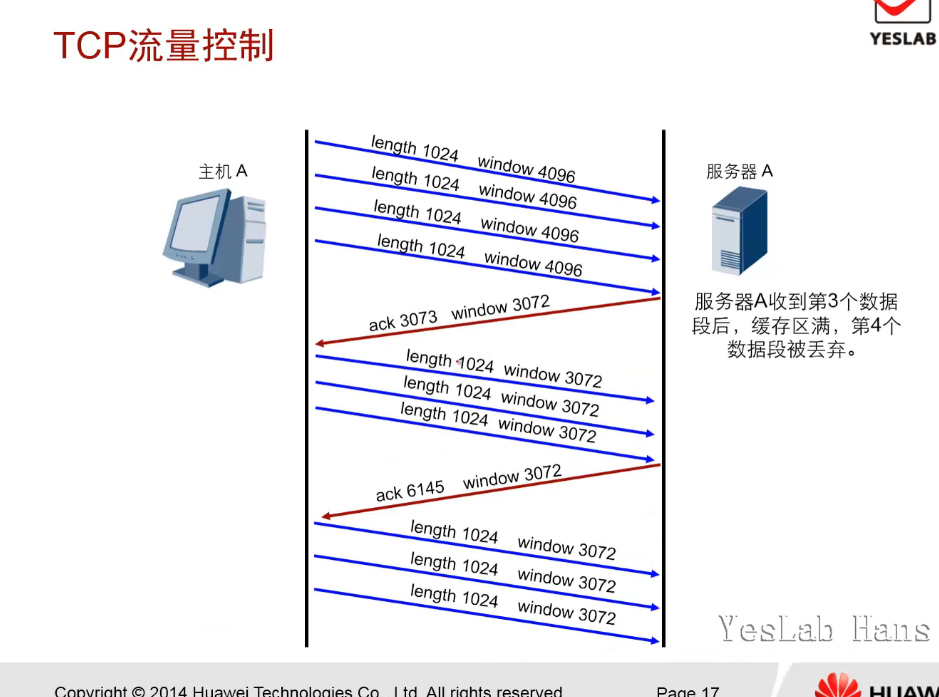 YESLAB
TCP流量控制
主机 A
服务器 A
length 1024 window 4096
length 1024 window 4096
length 1024 window 4096
length 1024 window 4096
服务器A收到第3个数据
段后，缓存区满，第4个
数据段被丢弃。
ack 3073 window 3072
length 1024 window 3072
length 1024 window 3072
length 1024 window 3072
ack 6145 window 3072
length 1024 window 3072
length 1024 window 3072
length 1024 window 3072
YesLab Hans
Copyright © 2014 Huawei Technologies Co., Ltd. All rights reserved.
Page 17
HUAW